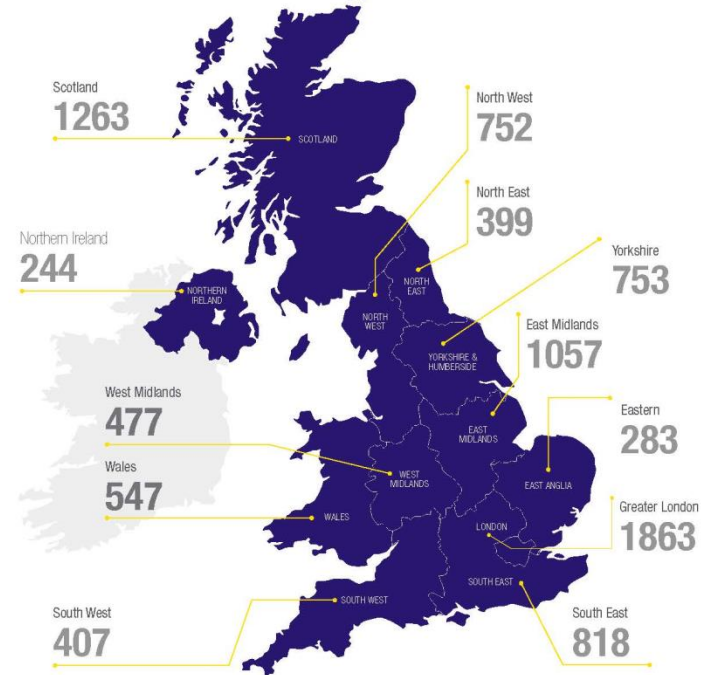 Scotland
1263
North West
752
North East
399
Northern Ireland
244
Yorkshire
753
East Midlands
1057
West Midlands
477
Eastern
283
Wales
547
Greater London
1863
South West
407
South East
818
SCOTLAND
NORTHERN
IRELAND
NORTH
EAST
NORTH
WEST
YORKSHIRE &
HUMBERSIDE
EAST
MIDLANDS
WEST
MIDLANDS
EAST ANGLIA
WALES
LONDON
SOUTH EAST
SOUTH WEST